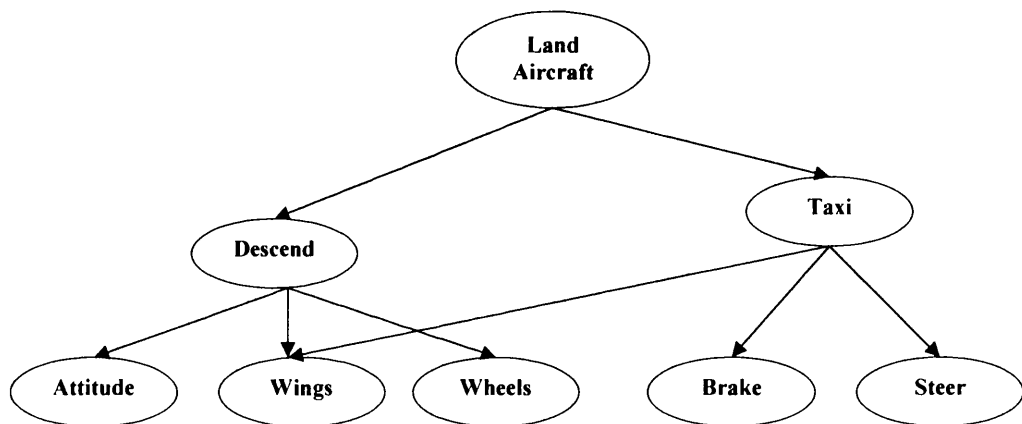 Land
Aircraft
Taxi
Descend
Attitude
Wings
Wheels
Brake
Steer